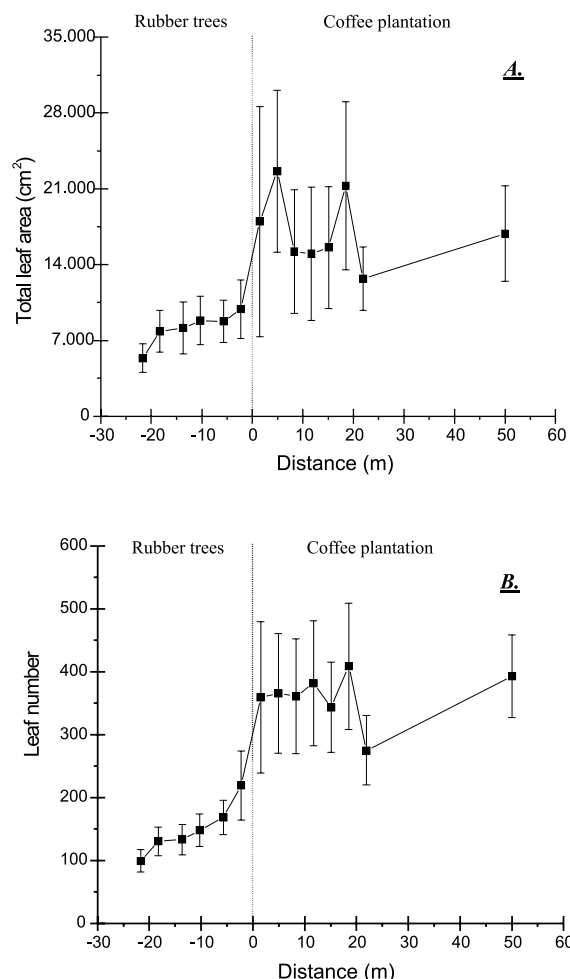 Rubber trees Coffee plantation
A.
35.000
28.000
21.000
14.000
7.000
0
Total leaf area (cm²)
-30 -20 -10 0 10 20 30 40 50 60
Distance (m)
600
Rubber trees Coffee plantation
B.
500
400
300
200
100
0
Leaf number
-30 -20 -10 0 10 20 30 40 50 60
Distance (m)